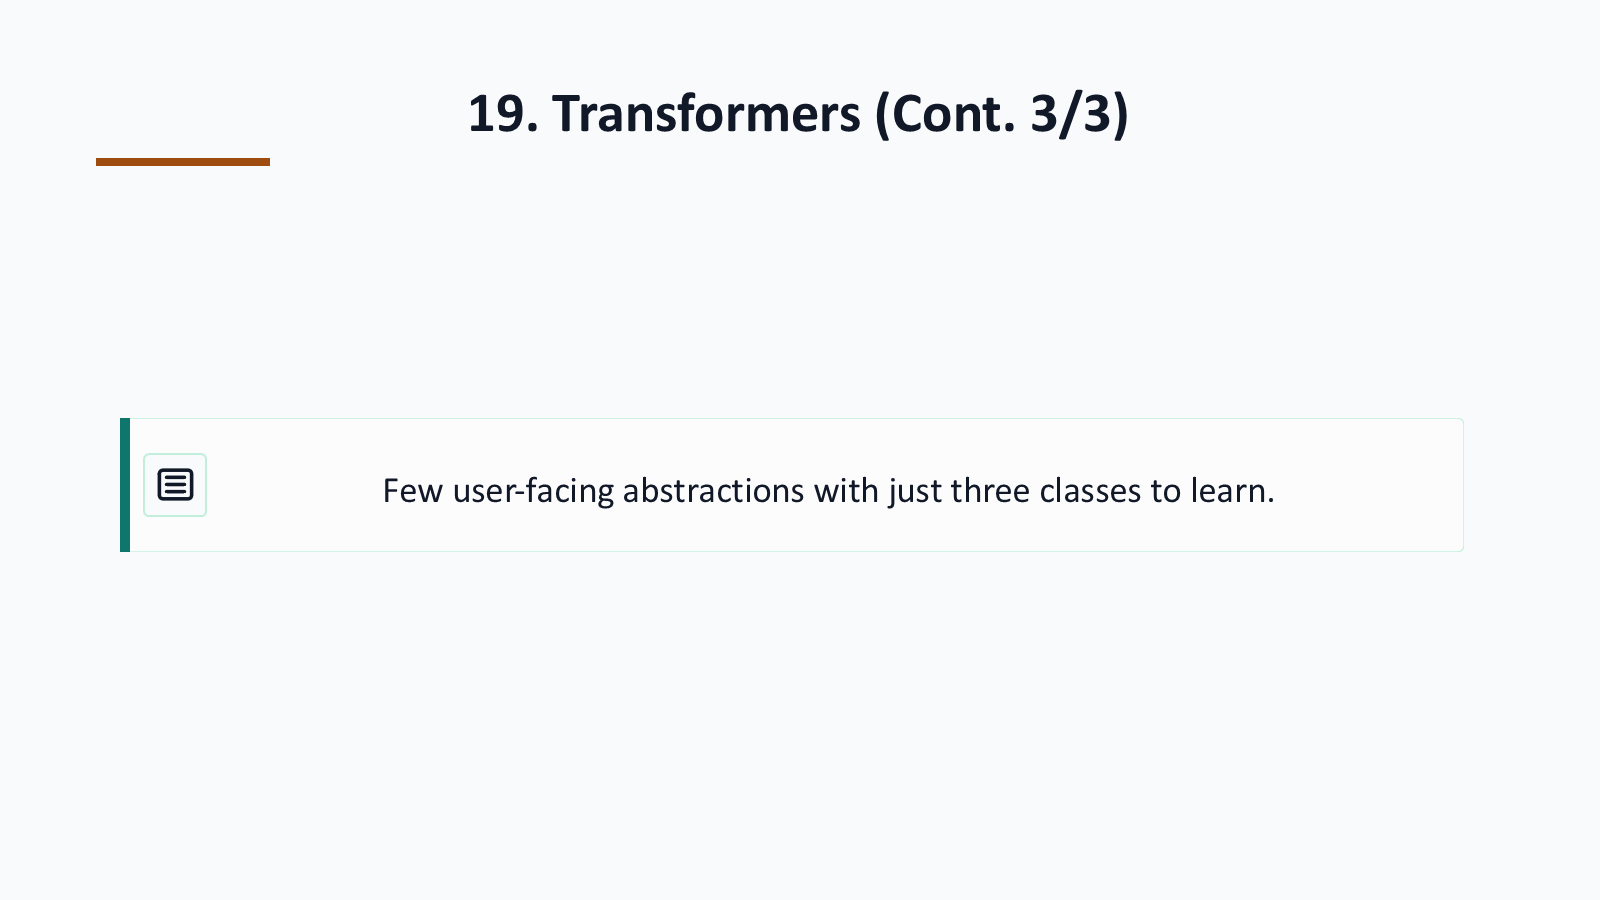 19. Transformers (Cont. 3/3)
Few user-facing abstractions with just three classes to learn.